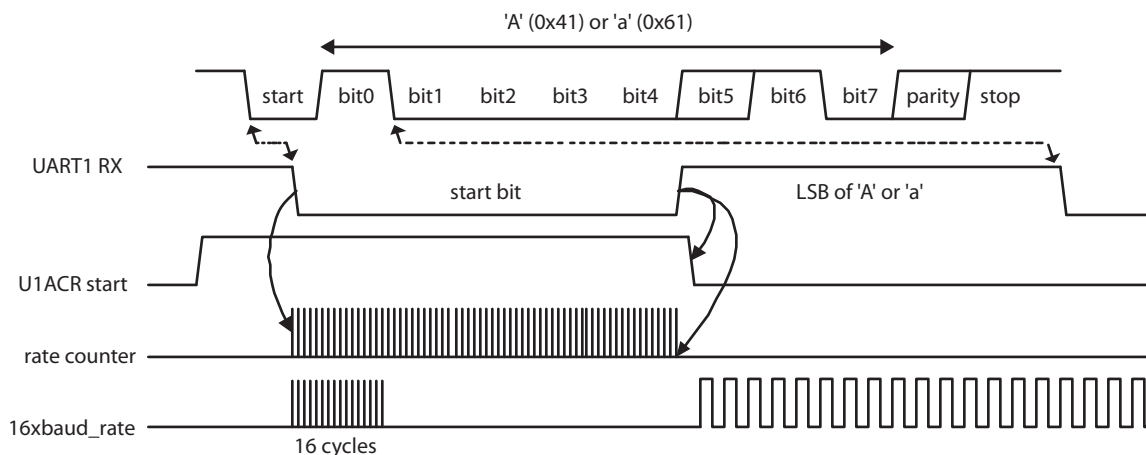 'A' (0x41) or 'a' (0x61)
start bit0 bit1 bit2 bit3 bit4 bit5 bit6 bit7 parity stop
UART1 RX
start bit LSB of 'A' or 'a'
U1ACR start
rate counter
16xbaud_rate
16 cycles